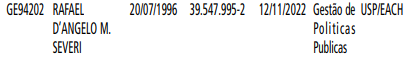 GE94202 RAFAEL 20/07/1996 39.547.995-2 12/11/2022 Gestão de USP/EACH
D'ANGELO M. Politicas
SEVERI Publicas